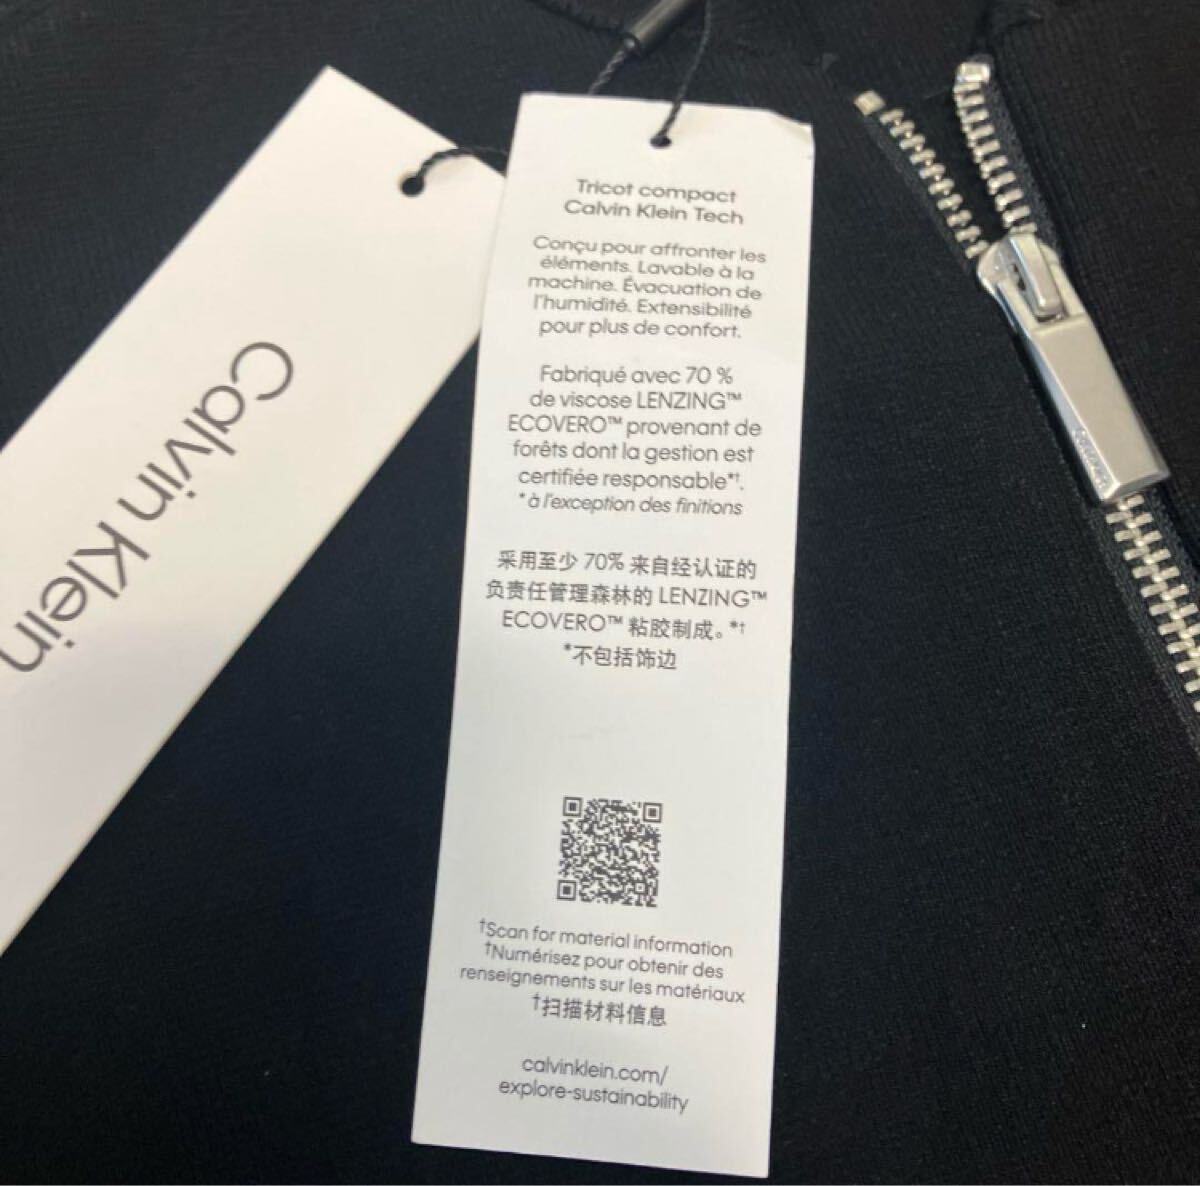 Calvin Klein
Tricot compact
Calvin Klein Tech
Conçu pour affronter les
éléments. Lavable à la
machine. Évacuation de
l'humidité. Extensibilité
pour plus de confort.
Fabriqué avec 70 %
de viscose LENZING™
ECOVERO™ provenant de
forêts dont la gestion est
certifiée responsable*†.
*à l'exception des finitions
采用至少 70% 来自经认证的
负责任管理森林的 LENZING™
ECOVERO™ 粘胶制成。*†
*不包括饰边
†Scan for material information
†Numérisez pour obtenir des
renseignements sur les matériaux
†扫描材料信息
calvinklein.com/
explore-sustainability